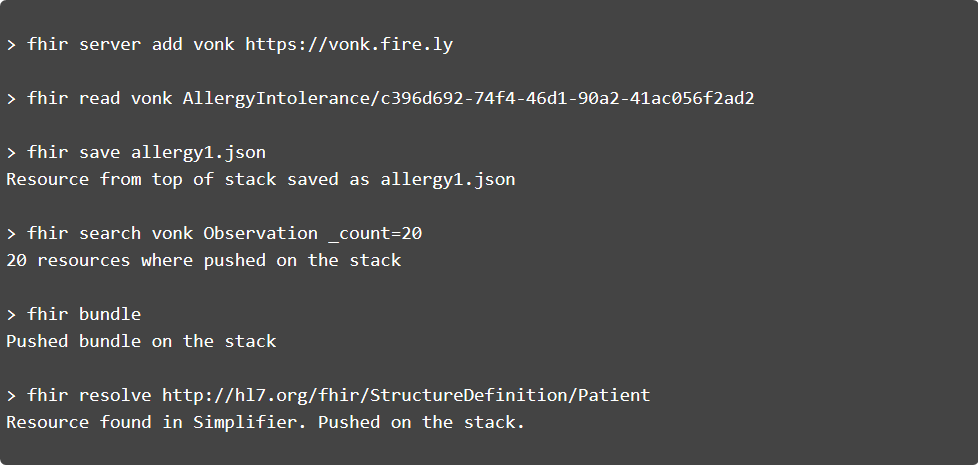 > fhir server add vonk https://vonk.fire.ly
> fhir read vonk AllergyIntolerance/c396d692-74f4-46d1-90a2-41ac056f2ad2
> fhir save allergy1.json
Resource from top of stack saved as allergy1.json
> fhir search vonk Observation _count=20
20 resources where pushed on the stack
> fhir bundle
Pushed bundle on the stack
> fhir resolve http://hl7.org/fhir/StructureDefinition/Patient
Resource found in Simplifier. Pushed on the stack.